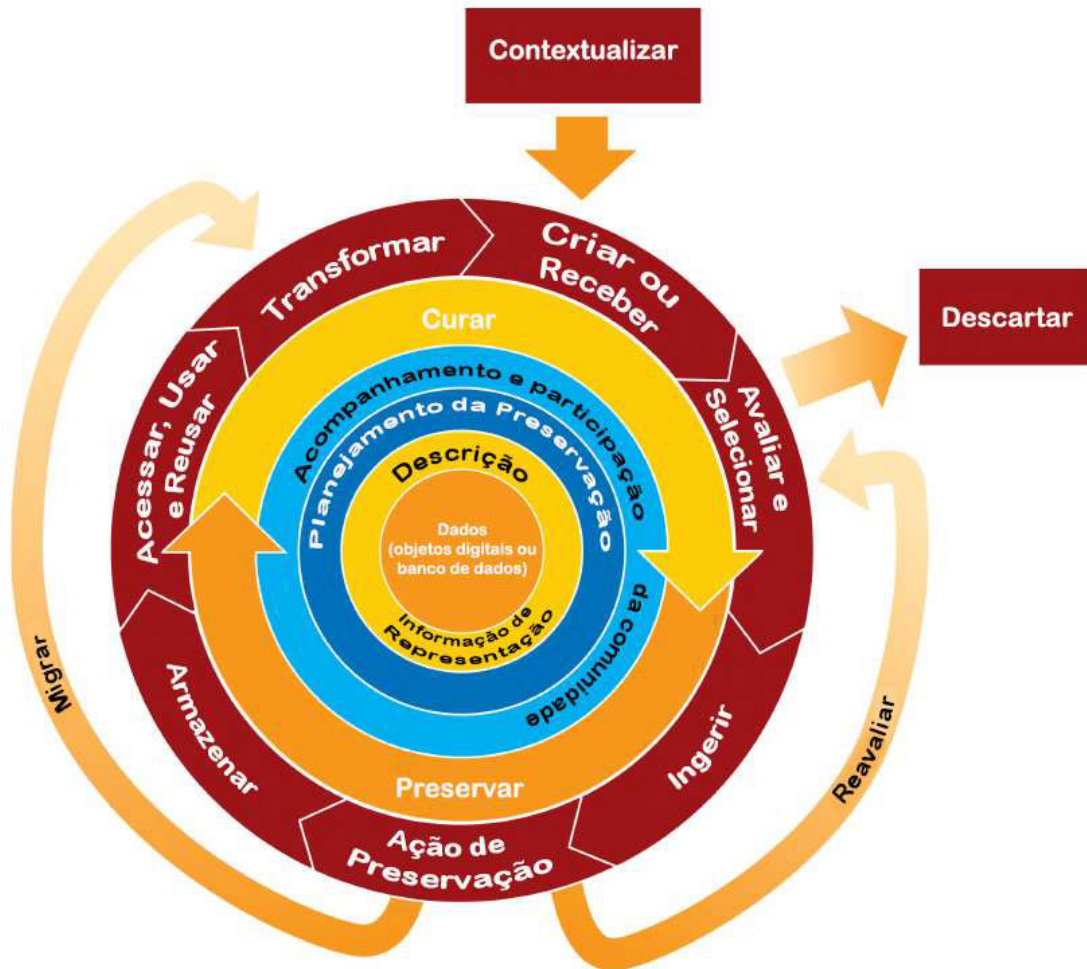 Contextualizar
Criar ou
Receber
Descartar
Avaliar e
Selecionar
Ingerir
Ação de
Preservação
Armazenar
Acessar, Usar
e Reusar
Transformar
Curar
Preservar
Acompanhamento e participação
da comunidade
Planejamento da Preservação
Descrição
Informação de
Representação
Dados
(objetos digitais ou
banco de dados)
Migrar
Reavaliar